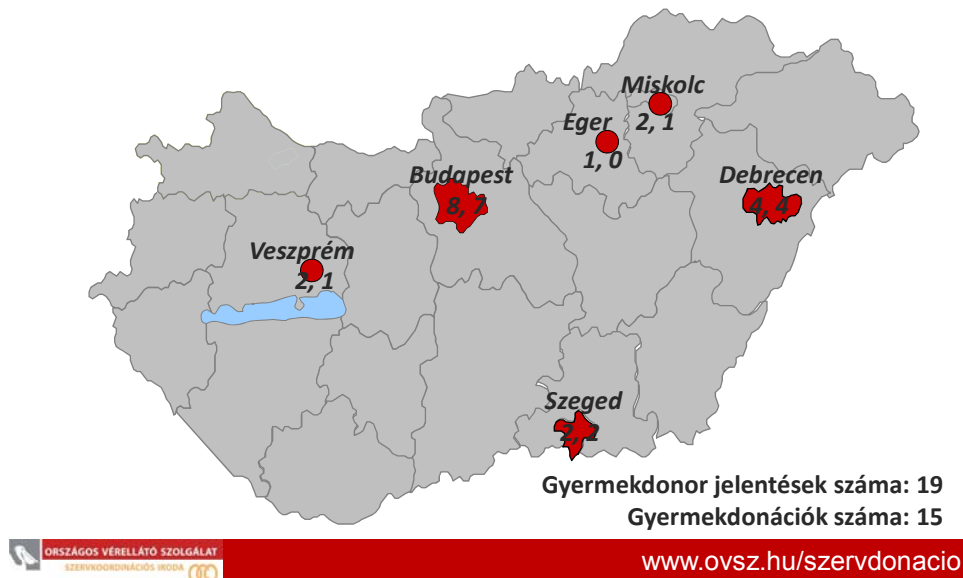 Miskolc
2, 1
Eger
1, 0
Budapest
8, 7
Debrecen
4, 4
Veszprém
2, 1
Szeged
2, 2
Gyermekdonor jelentések száma: 19
Gyermekdonációk száma: 15
ORSZÁGOS VÉRELLÁTÓ SZOLGÁLAT
SZERVKOORDINÁCIÓS IRODA
www.ovsz.hu/szervdonacio